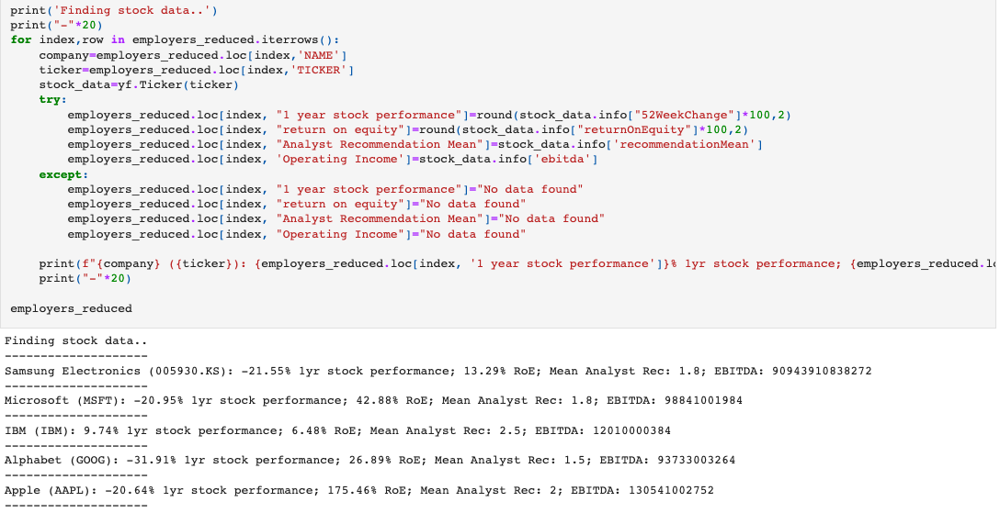 print('Finding stock data..')
print("-"*20)
for index,row in employers_reduced.iterrows():
    company=employers_reduced.loc[index,'NAME']
    ticker=employers_reduced.loc[index,'TICKER']
    stock_data=yf.Ticker(ticker)
    try:
        employers_reduced.loc[index, "1 year stock performance"]=round(stock_data.info["52WeekChange"]*100,2)
        employers_reduced.loc[index, "return on equity"]=round(stock_data.info["returnOnEquity"]*100,2)
        employers_reduced.loc[index, "Analyst Recommendation Mean"]=stock_data.info['recommendationMean']
        employers_reduced.loc[index, 'Operating Income']=stock_data.info['ebitda']
    except:
        employers_reduced.loc[index, "1 year stock performance"]="No data found"
        employers_reduced.loc[index, "return on equity"]="No data found"
        employers_reduced.loc[index, "Analyst Recommendation Mean"]="No data found"
        employers_reduced.loc[index, "Operating Income"]="No data found"
    print(f"{company} ({ticker}): {employers_reduced.loc[index, '1 year stock performance']}% 1yr stock performance; {employers_reduced.lo
    print("-"*20)
employers_reduced
Finding stock data..
--------------------
Samsung Electronics (005930.KS): -21.55% 1yr stock performance; 13.29% RoE; Mean Analyst Rec: 1.8; EBITDA: 90943910838272
--------------------
Microsoft (MSFT): -20.95% 1yr stock performance; 42.88% RoE; Mean Analyst Rec: 1.8; EBITDA: 98841001984
--------------------
IBM (IBM): 9.74% 1yr stock performance; 6.48% RoE; Mean Analyst Rec: 2.5; EBITDA: 12010000384
--------------------
Alphabet (GOOG): -31.91% 1yr stock performance; 26.89% RoE; Mean Analyst Rec: 1.5; EBITDA: 93733003264
--------------------
Apple (AAPL): -20.64% 1yr stock performance; 175.46% RoE; Mean Analyst Rec: 2; EBITDA: 130541002752
--------------------